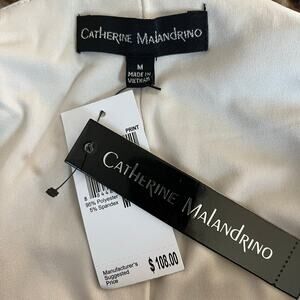 CATHERINE MALANDRINO
M
MADE IN
VIETNAM
PRINT
95% Polyester
5% Spandex
CATHERINE MALANDRINO
Manufacturer's
Suggested
Price
$108.00